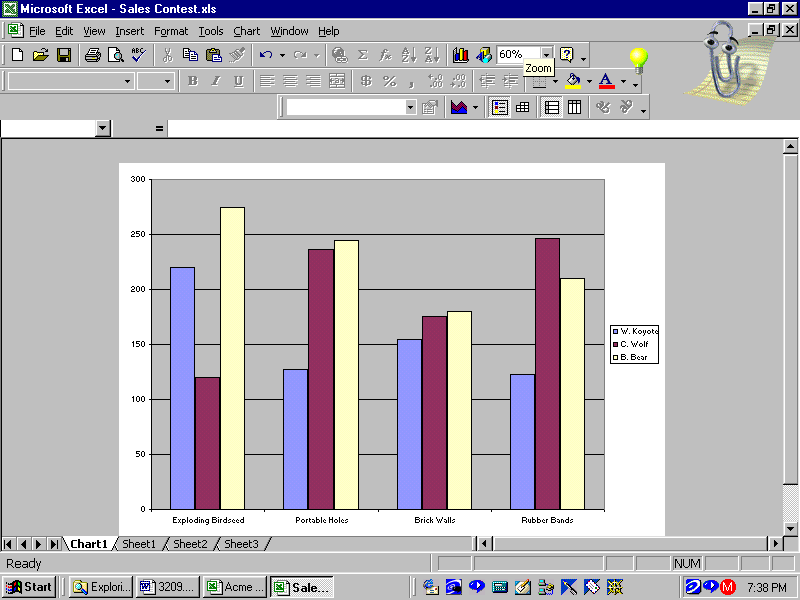 Microsoft Excel - Sales Contest.xls
File Edit View Insert Format Tools Chart Window Help
ABC Σ fx A Z Z A 60% ?
Zoom
B I U $ % , A
=
300
250
200
150
100
50
0
Exploding Birdseed Portable Holes Brick Walls Rubber Bands
W. Koyote
C. Wolf
B. Bear
Chart1 Sheet1 Sheet2 Sheet3
Ready NUM
Start Explori... 3209.... Acme ... Sale... M 7:38 PM